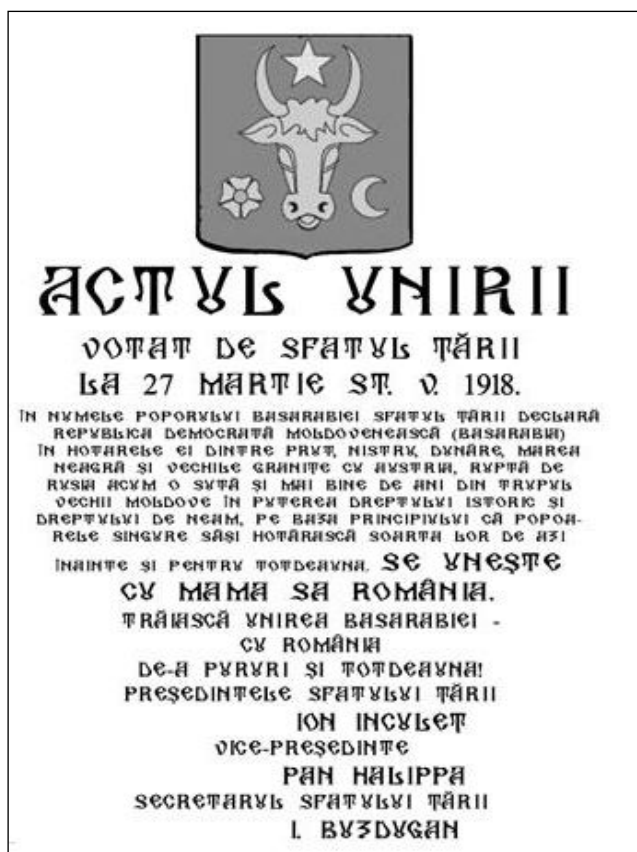 ACTUL UNIRII
VOTAT DE SFATUL ȚĂRII
LA 27 MARTIE ST. V. 1918.
ÎN NUMELE POPORULUI BASARABIEI SFATUL ȚĂRII DECLARĂ
REPUBLICA DEMOCRATĂ MOLDOVENEASCĂ (BASARABIA)
ÎN HOTARELE EI DINTRE PRUT, NISTRU, DUNĂRE, MAREA
NEAGRĂ ȘI VECHILE GRANIȚE CU AUSTRIA, RUPTĂ DE
RUSIA ACUM O SUTĂ ȘI MAI BINE DE ANI DIN TRUPUL
VECHII MOLDOVE ÎN PUTEREA DREPTULUI ISTORIC ȘI
DREPTULUI DE NEAM, PE BAZA PRINCIPIULUI CĂ POPOA-
RELE SINGURE SĂȘI HOTĂRASCĂ SOARTA LOR DE AZI
ÎNAINTE ȘI PENTRU TOTDEAUNA. SE UNEȘTE
CU MAMA SA ROMÂNIA.
TRĂIASCĂ UNIREA BASARABIEI -
CU ROMÂNIA
DE-A PURURI ȘI TOTDEAUNA!
PREȘEDINTELE SFATULUI ȚĂRII
ION INCULET
VICE-PREȘEDINTE
PAN HALIPPA
SECRETARUL SFATULUI ȚĂRII
I. BUZDUGAN